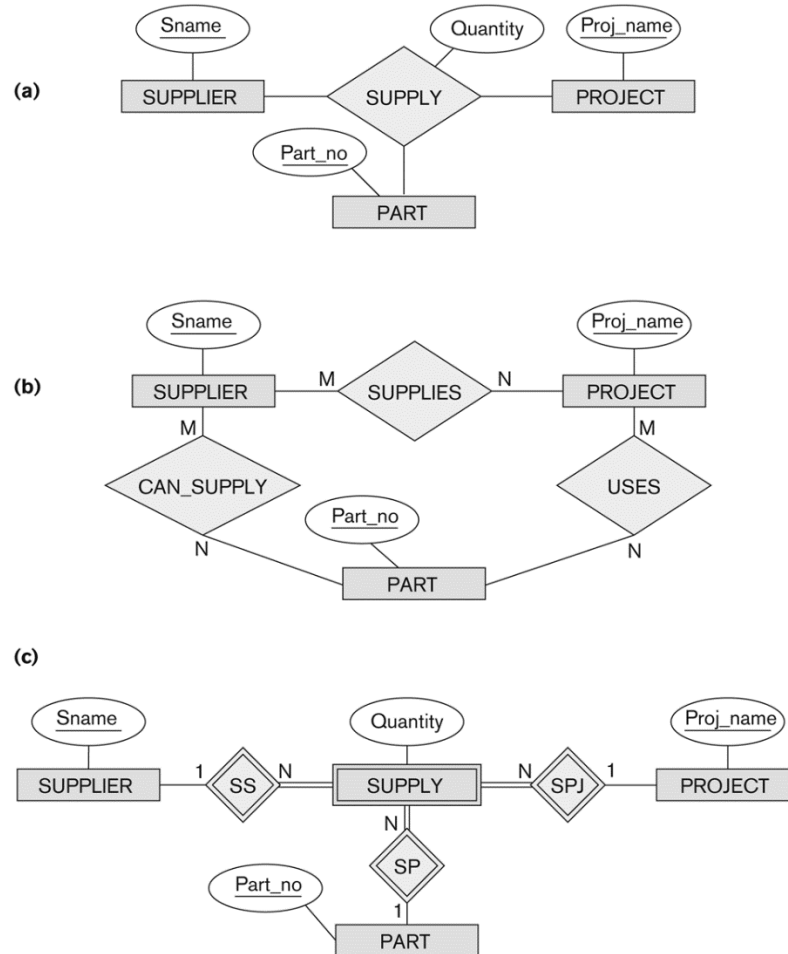 (a)
Sname
Quantity
Proj_name
SUPPLIER
SUPPLY
PROJECT
Part_no
PART
(b)
Sname
Proj_name
SUPPLIER
M
SUPPLIES
N
PROJECT
M
M
CAN_SUPPLY
USES
Part_no
N
N
PART
(c)
Sname
Quantity
Proj_name
SUPPLIER
1
SS
N
SUPPLY
N
SPJ
1
PROJECT
N
SP
Part_no
1
PART